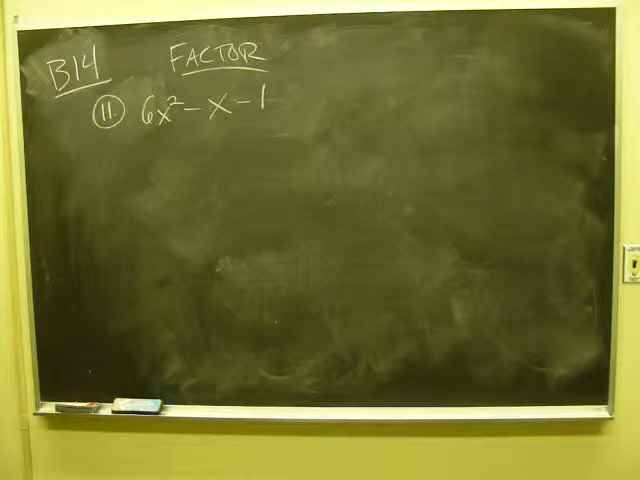 B14 FACTOR
11. 6x² - x - 1